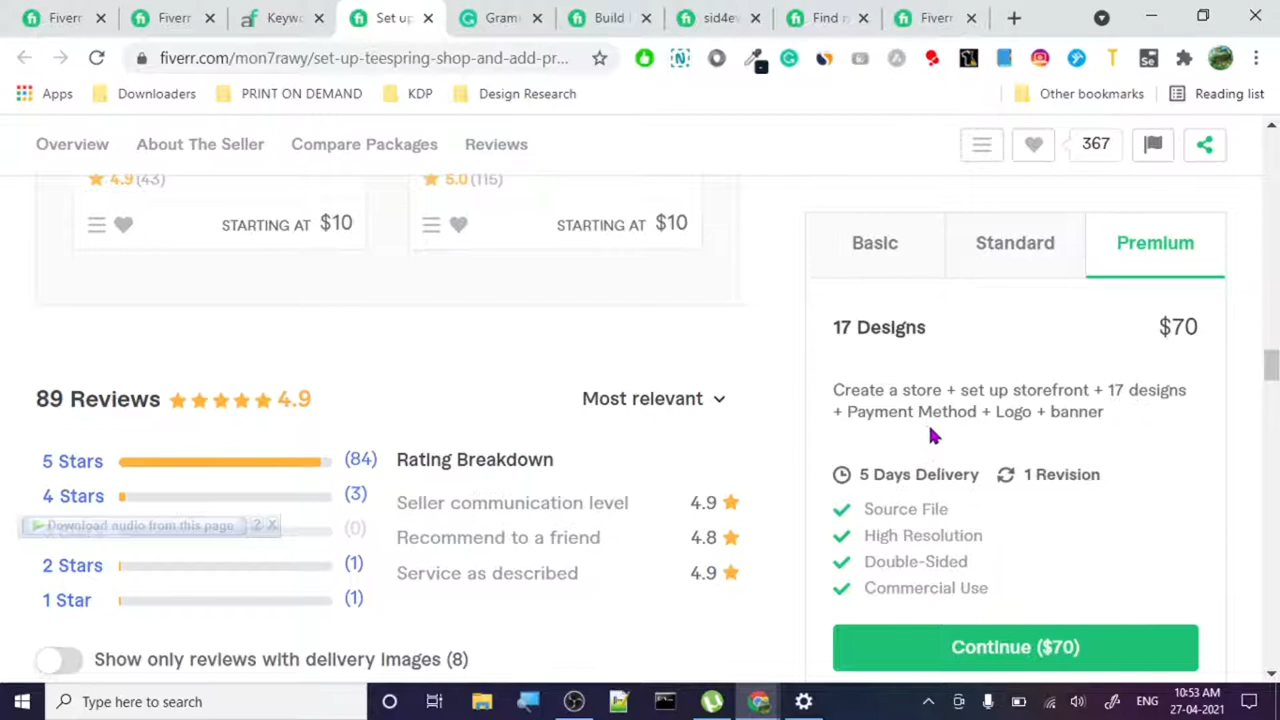 Fiverr
Fiverr
Keywo
Set up
Gram
Build
sid4ev
Find m
Fiverr
fiverr.com/mor7rawy/set-up-teespring-shop-and-add-pr...
Apps
Downloaders
PRINT ON DEMAND
KDP
Design Research
Other bookmarks
Reading list
Overview
About The Seller
Compare Packages
Reviews
367
4.9 (43)
5.0 (115)
STARTING AT $10
STARTING AT $10
Basic
Standard
Premium
17 Designs
$70
Create a store + set up storefront + 17 designs
+ Payment Method + Logo + banner
5 Days Delivery
1 Revision
Source File
High Resolution
Double-Sided
Commercial Use
Continue ($70)
89 Reviews
4.9
Most relevant
5 Stars
(84)
4 Stars
(3)
Download audio from this page
?
X
(0)
2 Stars
(1)
1 Star
(1)
Rating Breakdown
Seller communication level
4.9
Recommend to a friend
4.8
Service as described
4.9
Show only reviews with delivery images (8)
Type here to search
ENG
10:53 AM
27-04-2021